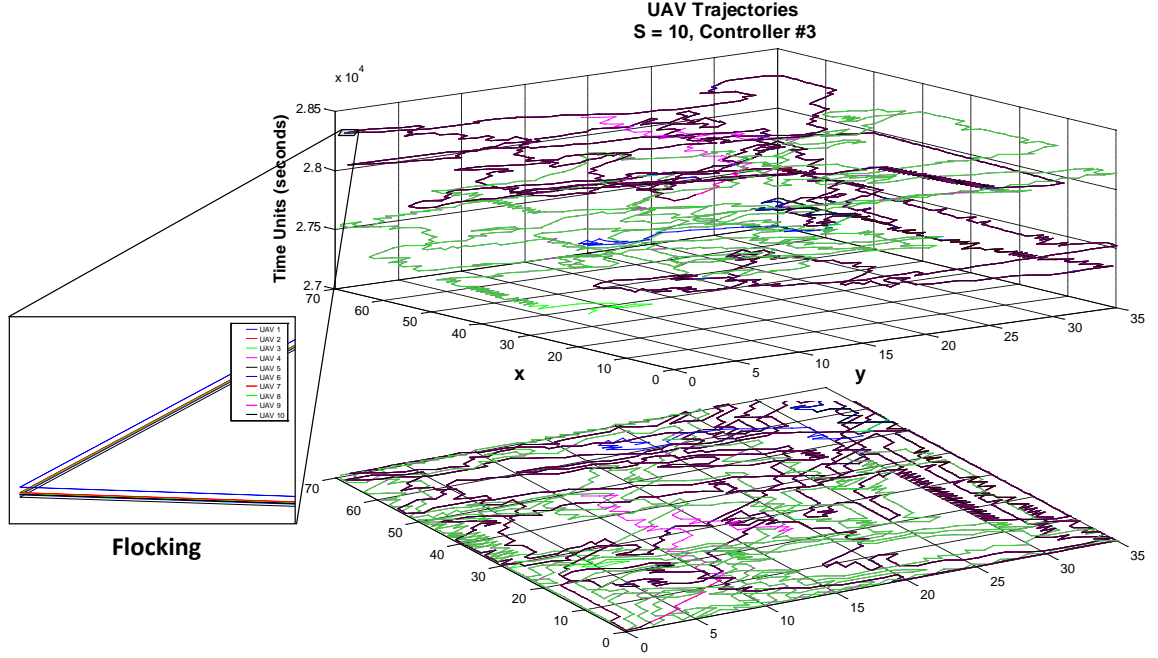 UAV Trajectories
S = 10, Controller #3
x 10^4
2.85
2.8
2.75
2.7
Time Units (seconds)
70
60
50
40
30
20
10
0
x
0
5
10
15
20
25
30
35
y
UAV 1
UAV 2
UAV 3
UAV 4
UAV 5
UAV 6
UAV 7
UAV 8
UAV 9
UAV 10
Flocking
70
60
50
40
30
20
10
0
0
5
10
15
20
25
30
35